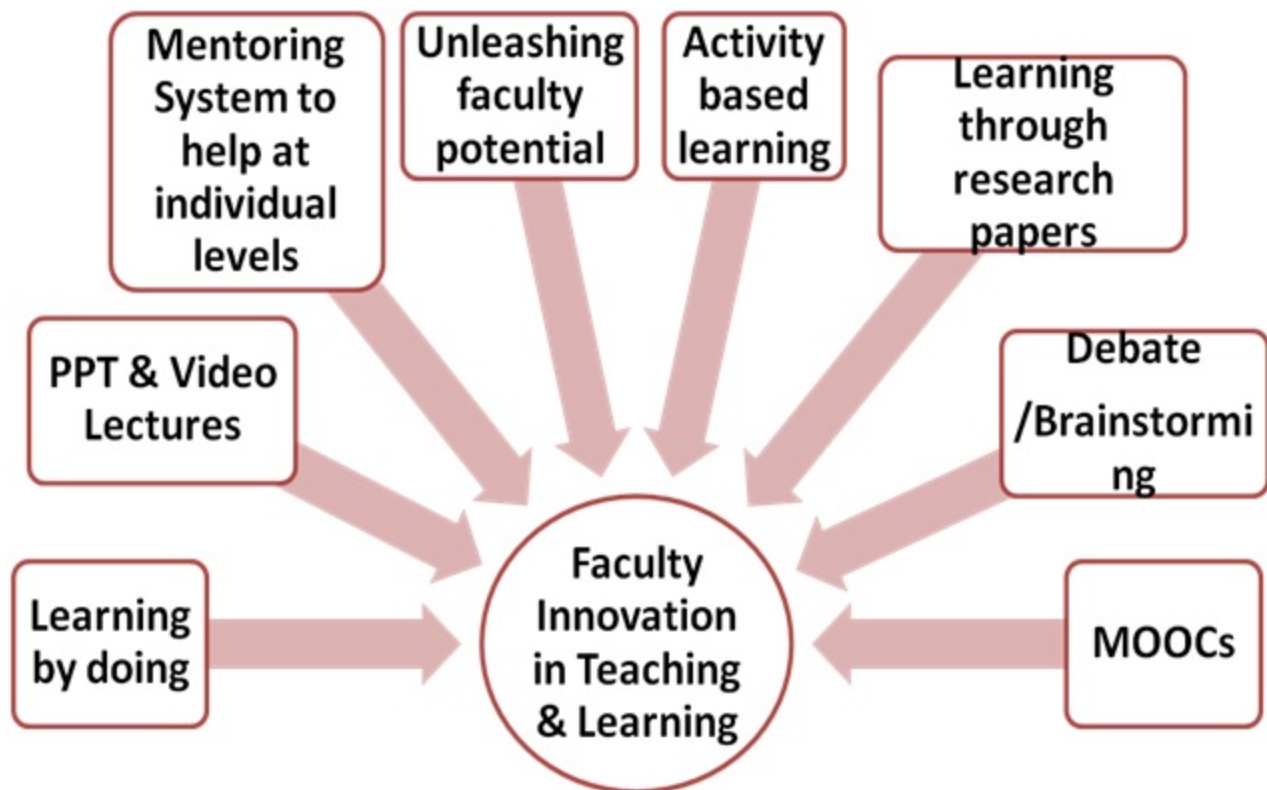 Mentoring
System to
help at
individual
levels
Unleashing
faculty
potential
Activity
based
learning
Learning
through
research
papers
PPT & Video
Lectures
Debate
/Brainstormi
ng
Learning
by doing
Faculty
Innovation
in Teaching
& Learning
MOOCs